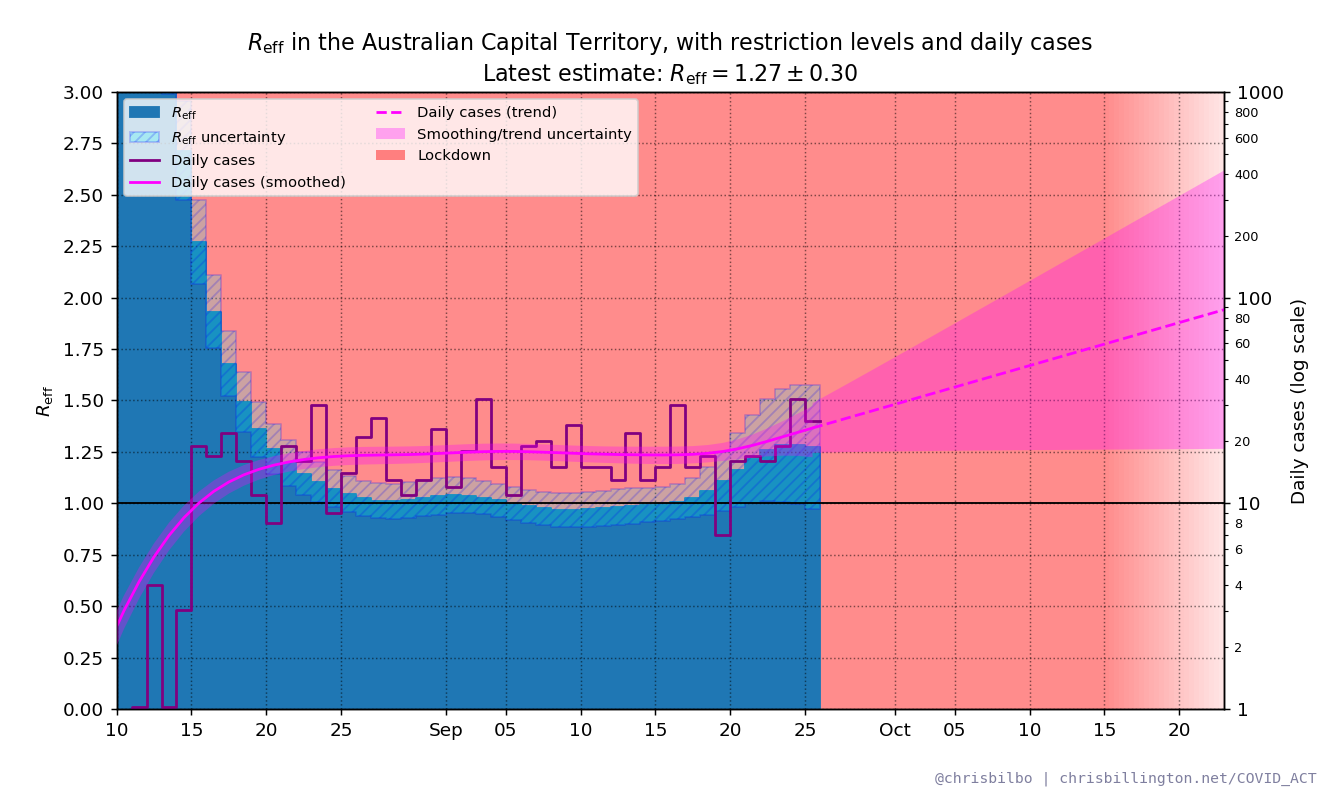 R_eff in the Australian Capital Territory, with restriction levels and daily cases
Latest estimate: R_eff = 1.27 ± 0.30
R_eff
R_eff uncertainty
Daily cases
Daily cases (smoothed)
Daily cases (trend)
Smoothing/trend uncertainty
Lockdown
R_eff
3.00
2.75
2.50
2.25
2.00
1.75
1.50
1.25
1.00
0.75
0.50
0.25
0.00
1000
800
600
400
200
100
80
60
40
20
10
8
6
4
2
1
Daily cases (log scale)
10 15 20 25 Sep 05 10 15 20 25 Oct 05 10 15 20
@chrisbilbo | chrisbillington.net/COVID_ACT